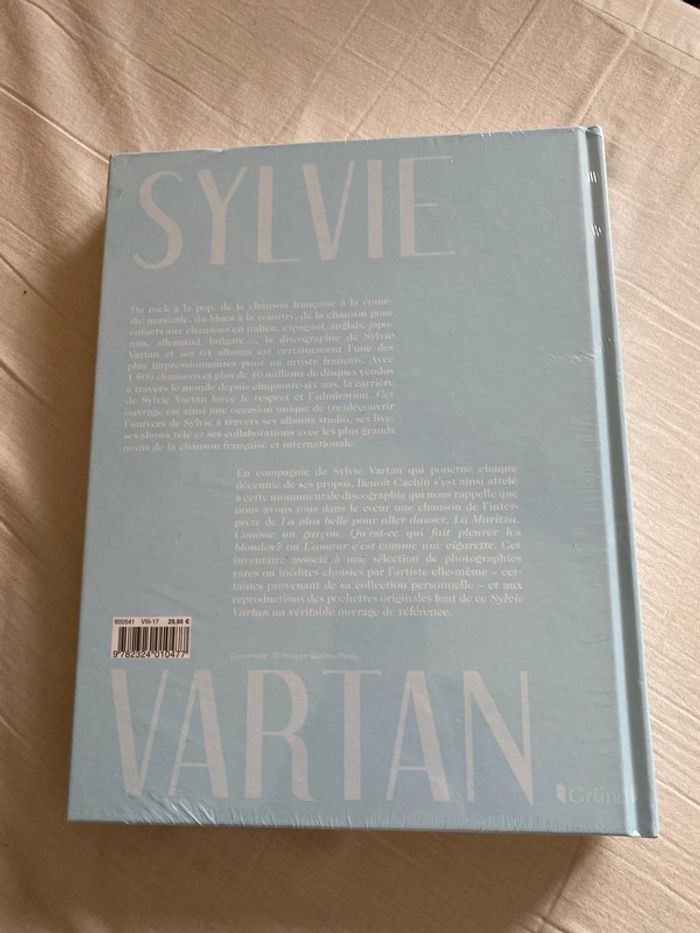 SYLVIE
Du rock à la pop, de la chanson française à la comé-
die musicale, du blues à la country, de la chanson pour
enfants aux chansons en italien, espagnol, anglais, japo-
nais, allemand, bulgare…, la discographie de Sylvie
Vartan et ses 64 albums est certainement l'une des
plus impressionnantes pour un artiste français. Avec
1 500 chansons et plus de 40 millions de disques vendus
à travers le monde depuis cinquante-six ans, la carrière
de Sylvie Vartan force le respect et l'admiration. Cet
ouvrage est ainsi une occasion unique de (re)découvrir
l'univers de Sylvie à travers ses albums studio, ses live,
ses shows télé et ses collaborations avec les plus grands
noms de la chanson française et internationale.
En compagnie de Sylvie Vartan qui ponctue chaque
décennie de ses propos, Benoît Cachin s'est ainsi attelé
à cette monumentale discographie qui nous rappelle que
nous avons tous dans le cœur une chanson de l'inter-
prète de La plus belle pour aller danser, La Maritza,
Comme un garçon, Qu'est-ce qui fait pleurer les
blondes ? ou L'amour c'est comme une cigarette. Cet
inventaire associé à une sélection de photographies
rares ou inédites choisies par l'artiste elle-même – cer-
taines provenant de sa collection personnelle – et aux
reproductions des pochettes originales font de ce Sylvie
Vartan un véritable ouvrage de référence.
600541 VIII-17 29,95 €
9 782324 010477
Couverture : © Philippe
VARTAN
Gründ